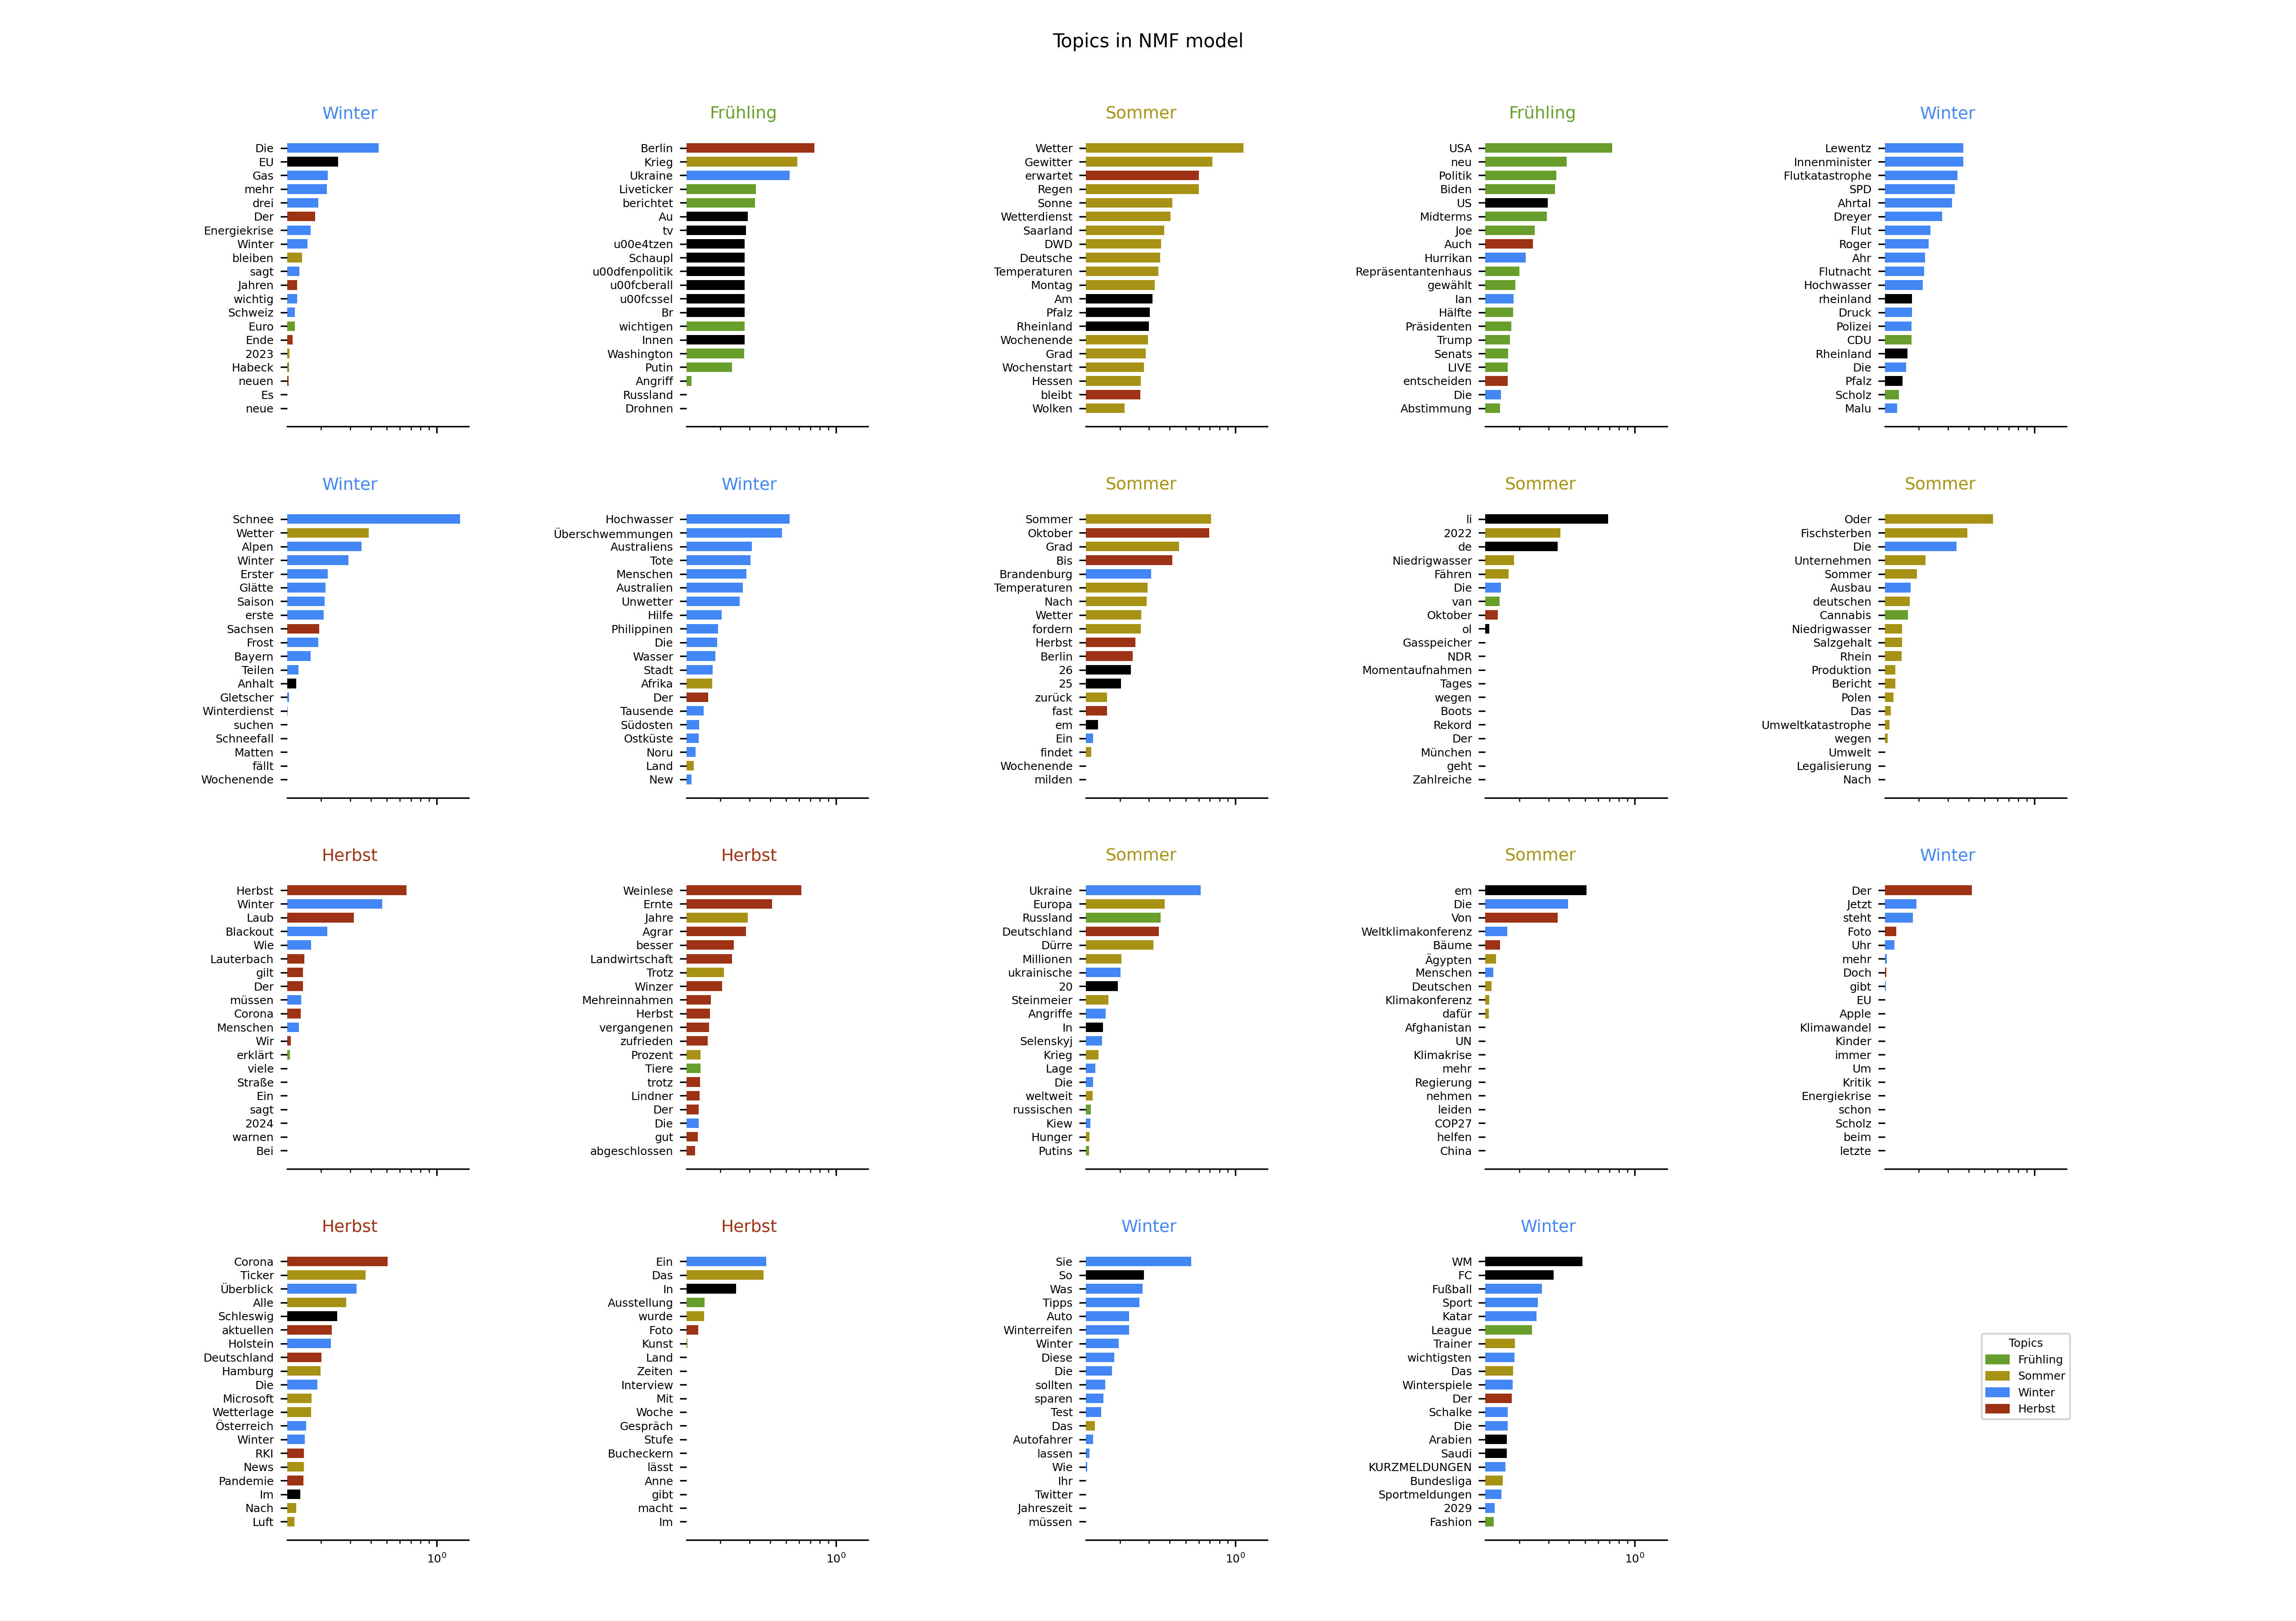 Topics in NMF model
Winter
Die
EU
Gas
mehr
drei
Der
Energiekrise
Winter
bleiben
sagt
Jahren
wichtig
Schweiz
Euro
Ende
2023
Habeck
neuen
Es
neue
Frühling
Berlin
Krieg
Ukraine
Liveticker
berichtet
Au
tv
u00e4tzen
Schaupl
u00dfenpolitik
u00fcberall
u00fcssel
Br
wichtigen
Innen
Washington
Putin
Angriff
Russland
Drohnen
Sommer
Wetter
Gewitter
erwartet
Regen
Sonne
Wetterdienst
Saarland
DWD
Deutsche
Temperaturen
Montag
Am
Pfalz
Rheinland
Wochenende
Grad
Wochenstart
Hessen
bleibt
Wolken
Frühling
USA
neu
Politik
Biden
US
Midterms
Joe
Auch
Hurrikan
Repräsentantenhaus
gewählt
Ian
Hälfte
Präsidenten
Trump
Senats
LIVE
entscheiden
Die
Abstimmung
Winter
Lewentz
Innenminister
Flutkatastrophe
SPD
Ahrtal
Dreyer
Flut
Roger
Ahr
Flutnacht
Hochwasser
rheinland
Druck
Polizei
CDU
Rheinland
Die
Pfalz
Scholz
Malu
Winter
Schnee
Wetter
Alpen
Winter
Erster
Glätte
Saison
erste
Sachsen
Frost
Bayern
Teilen
Anhalt
Gletscher
Winterdienst
suchen
Schneefall
Matten
fällt
Wochenende
Winter
Hochwasser
Überschwemmungen
Australiens
Tote
Menschen
Australien
Unwetter
Hilfe
Philippinen
Die
Wasser
Stadt
Afrika
Der
Tausende
Südosten
Ostküste
Noru
Land
New
Sommer
Sommer
Oktober
Grad
Bis
Brandenburg
Temperaturen
Nach
Wetter
fordern
Herbst
Berlin
26
25
zurück
fast
em
Ein
findet
Wochenende
milden
Sommer
li
2022
de
Niedrigwasser
Fähren
Die
van
Oktober
ol
Gasspeicher
NDR
Momentaufnahmen
Tages
wegen
Boots
Rekord
Der
München
geht
Zahlreiche
Sommer
Oder
Fischsterben
Die
Unternehmen
Sommer
Ausbau
deutschen
Cannabis
Niedrigwasser
Salzgehalt
Rhein
Produktion
Bericht
Polen
Das
Umweltkatastrophe
wegen
Umwelt
Legalisierung
Nach
Herbst
Herbst
Winter
Laub
Blackout
Wie
Lauterbach
gilt
Der
müssen
Corona
Menschen
Wir
erklärt
viele
Straße
Ein
sagt
2024
warnen
Bei
Herbst
Weinlese
Ernte
Jahre
Agrar
besser
Landwirtschaft
Trotz
Winzer
Mehreinnahmen
Herbst
vergangenen
zufrieden
Prozent
Tiere
trotz
Lindner
Der
Die
gut
abgeschlossen
Sommer
Ukraine
Europa
Russland
Deutschland
Dürre
Millionen
ukrainische
20
Steinmeier
Angriffe
In
Selenskyj
Krieg
Lage
Die
weltweit
russischen
Kiew
Hunger
Putins
Sommer
em
Die
Von
Weltklimakonferenz
Bäume
Ägypten
Menschen
Deutschen
Klimakonferenz
dafür
Afghanistan
UN
Klimakrise
mehr
Regierung
nehmen
leiden
COP27
helfen
China
Winter
Der
Jetzt
steht
Foto
Uhr
mehr
Doch
gibt
EU
Apple
Klimawandel
Kinder
immer
Um
Kritik
Energiekrise
schon
Scholz
beim
letzte
Herbst
Corona
Ticker
Überblick
Alle
Schleswig
aktuellen
Holstein
Deutschland
Hamburg
Die
Microsoft
Wetterlage
Österreich
Winter
RKI
News
Pandemie
Im
Nach
Luft
10⁰
Herbst
Ein
Das
In
Ausstellung
wurde
Foto
Kunst
Land
Zeiten
Interview
Mit
Woche
Gespräch
Stufe
Bucheckern
lässt
Anne
gibt
macht
Im
10⁰
Winter
Sie
So
Was
Tipps
Auto
Winterreifen
Winter
Diese
Die
sollten
sparen
Test
Das
Autofahrer
lassen
Wie
Ihr
Twitter
Jahreszeit
müssen
10⁰
Winter
WM
FC
Fußball
Sport
Katar
League
Trainer
wichtigsten
Das
Winterspiele
Der
Schalke
Die
Arabien
Saudi
KURZMELDUNGEN
Bundesliga
Sportmeldungen
2029
Fashion
10⁰
Topics
Frühling
Sommer
Winter
Herbst